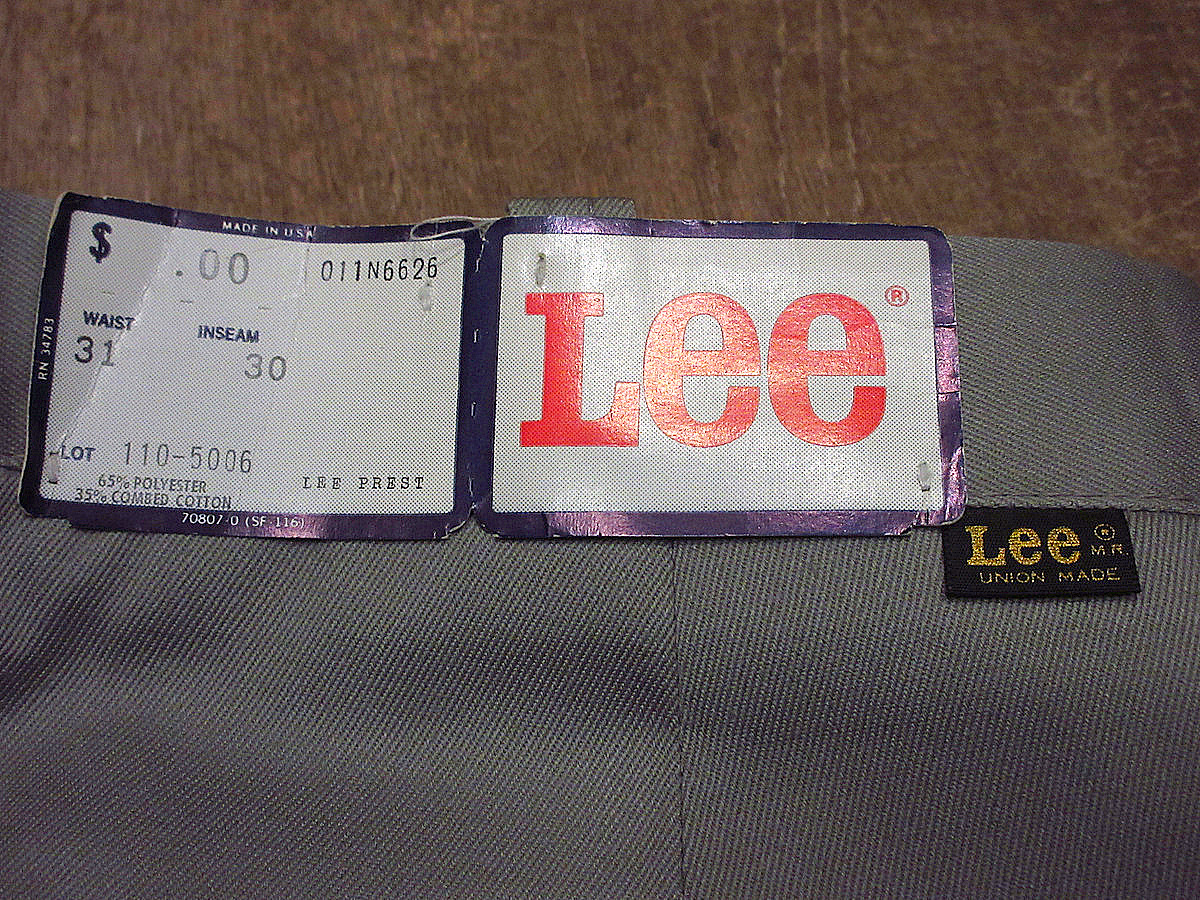 MADE IN USA
$ .00 011N6626
WAIST INSEAM
31 30
RN 34783
LOT 110-5006
65% POLYESTER
35% COMBED COTTON
LEE PREST
70807-0 (SF-116)
Lee®
Lee® M.R.
UNION MADE